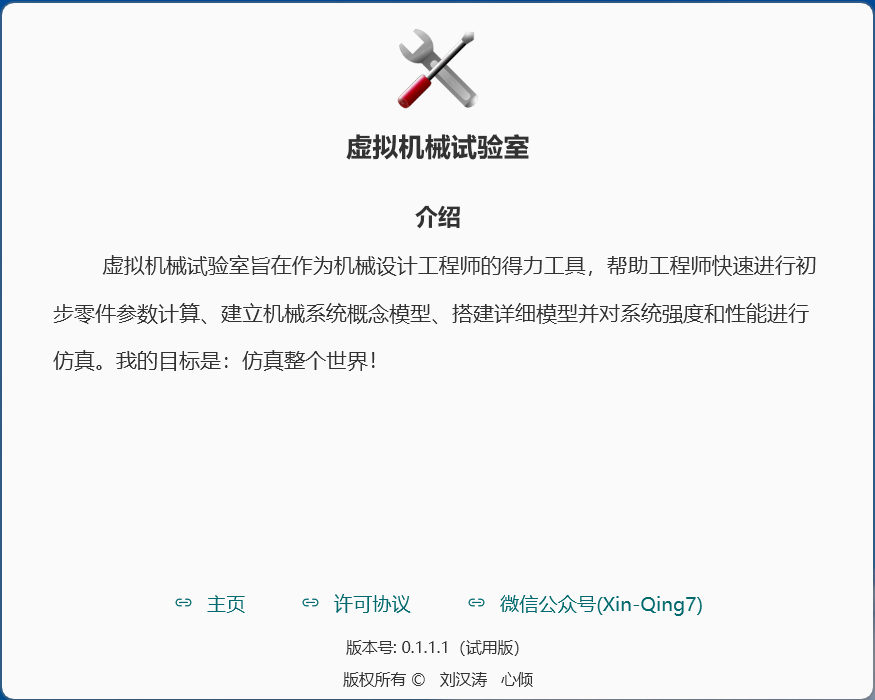 虚拟机械试验室
介绍
虚拟机械试验室旨在作为机械设计工程师的得力工具，帮助工程师快速进行初
步零件参数计算、建立机械系统概念模型、搭建详细模型并对系统强度和性能进行
仿真。我的目标是：仿真整个世界！
主页 许可协议 微信公众号(Xin-Qing7)
版本号: 0.1.1.1（试用版）
版权所有 © 刘汉涛 心倾